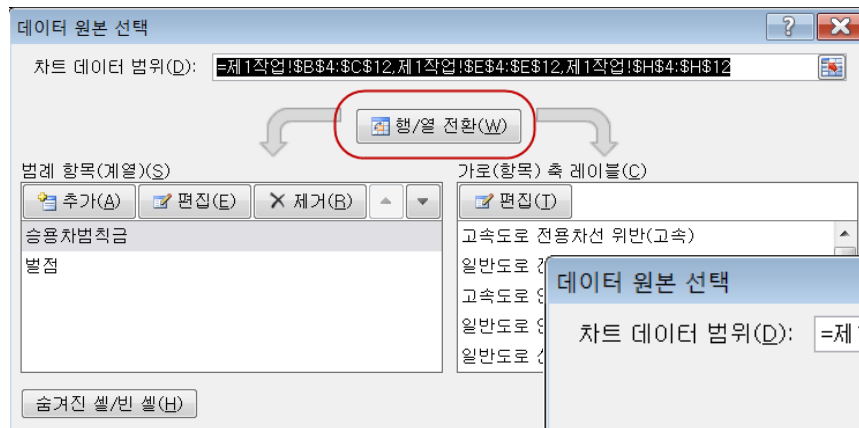 데이터 원본 선택
차트 데이터 범위(D): =제1작업!$B$4:$C$12,제1작업!$E$4:$E$12,제1작업!$H$4:$H$12
행/열 전환(W)
범례 항목(계열)(S)
추가(A) 편집(E) 제거(R)
승용차범칙금
벌점
가로(항목) 축 레이블(C)
편집(T)
고속도로 전용차선 위반(고속)
일반도로
고속도로
일반도로
일반도로
숨겨진 셀/빈 셀(H)
데이터 원본 선택
차트 데이터 범위(D): =제